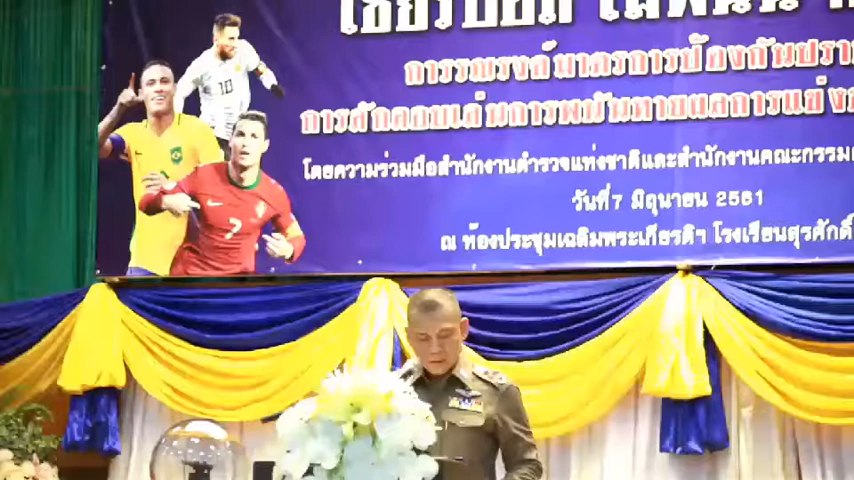 การรณรงค์มาตรการป้องกันปราบ
การลักลอบเล่นการพนันทายผลการแข่ง
โดยความร่วมมือสำนักงานตำรวจแห่งชาติและสำนักงานคณะกรรมก
วันที่ 7 มิถุนายน 2561
ณ ห้องประชุมเฉลิมพระเกียรติฯ โรงเรียนสุรศักดิ์
10
7